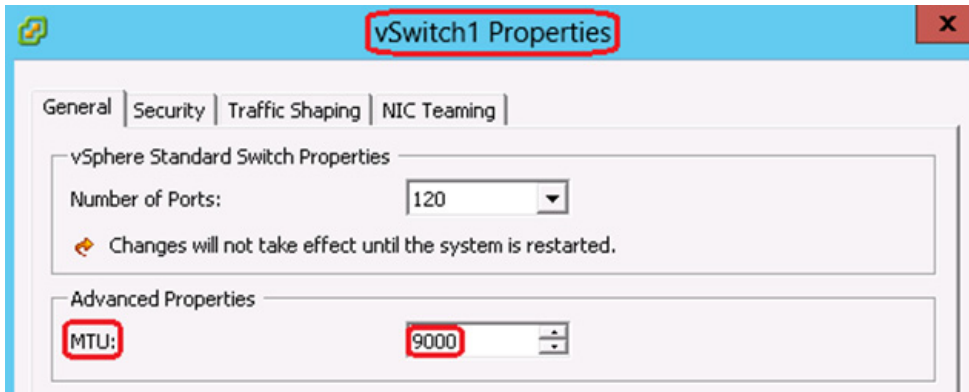 vSwitch1 Properties
x
General Security Traffic Shaping NIC Teaming
vSphere Standard Switch Properties
Number of Ports: 120
Changes will not take effect until the system is restarted.
Advanced Properties
MTU: 9000